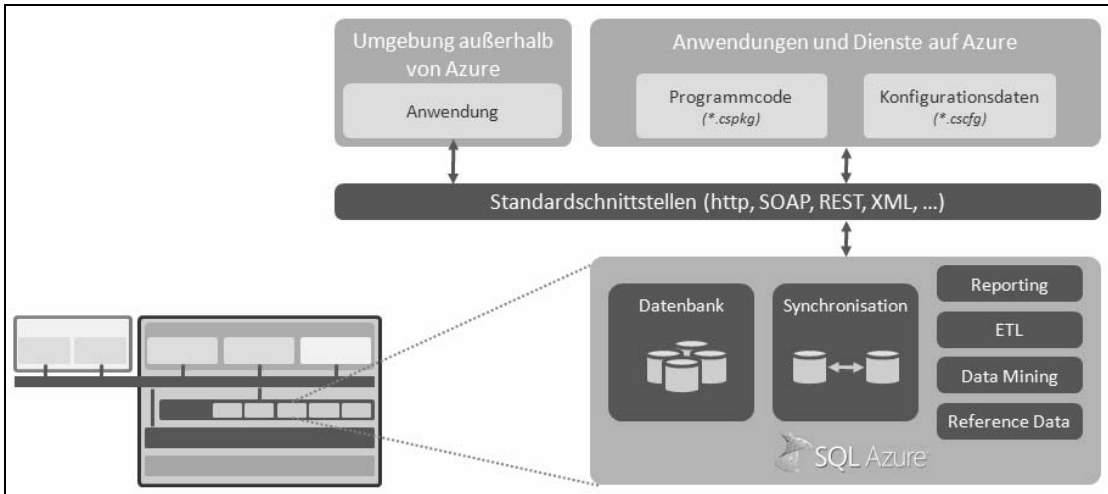 Umgebung außerhalb
von Azure
Anwendung
Anwendungen und Dienste auf Azure
Programmcode
(*.cspkg)
Konfigurationsdaten
(*.cscfg)
Standardschnittstellen (http, SOAP, REST, XML, ...)
Datenbank
Synchronisation
Reporting
ETL
Data Mining
Reference Data
SQL Azure